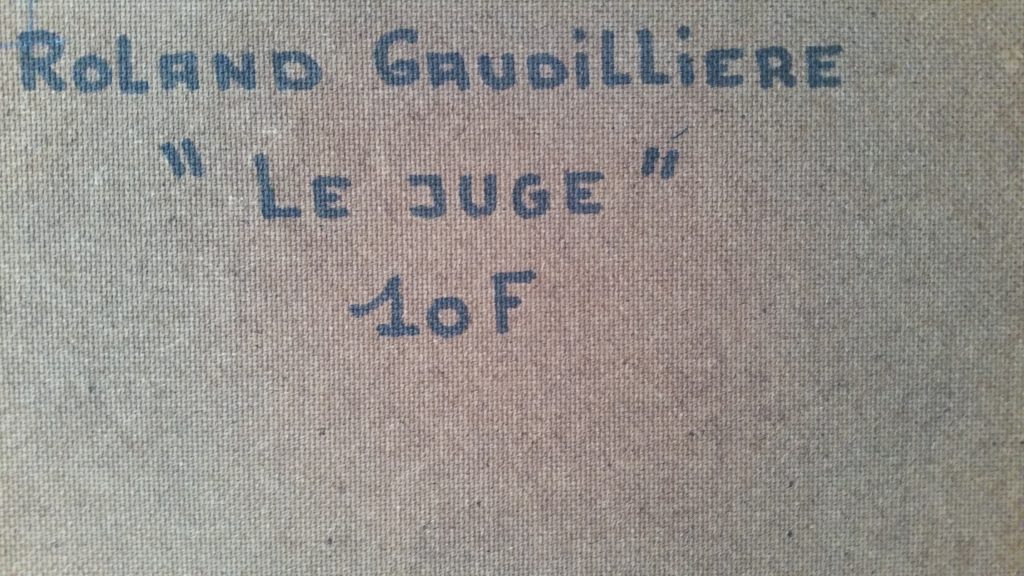 Roland Gaudilliere
" Le juge "
10F